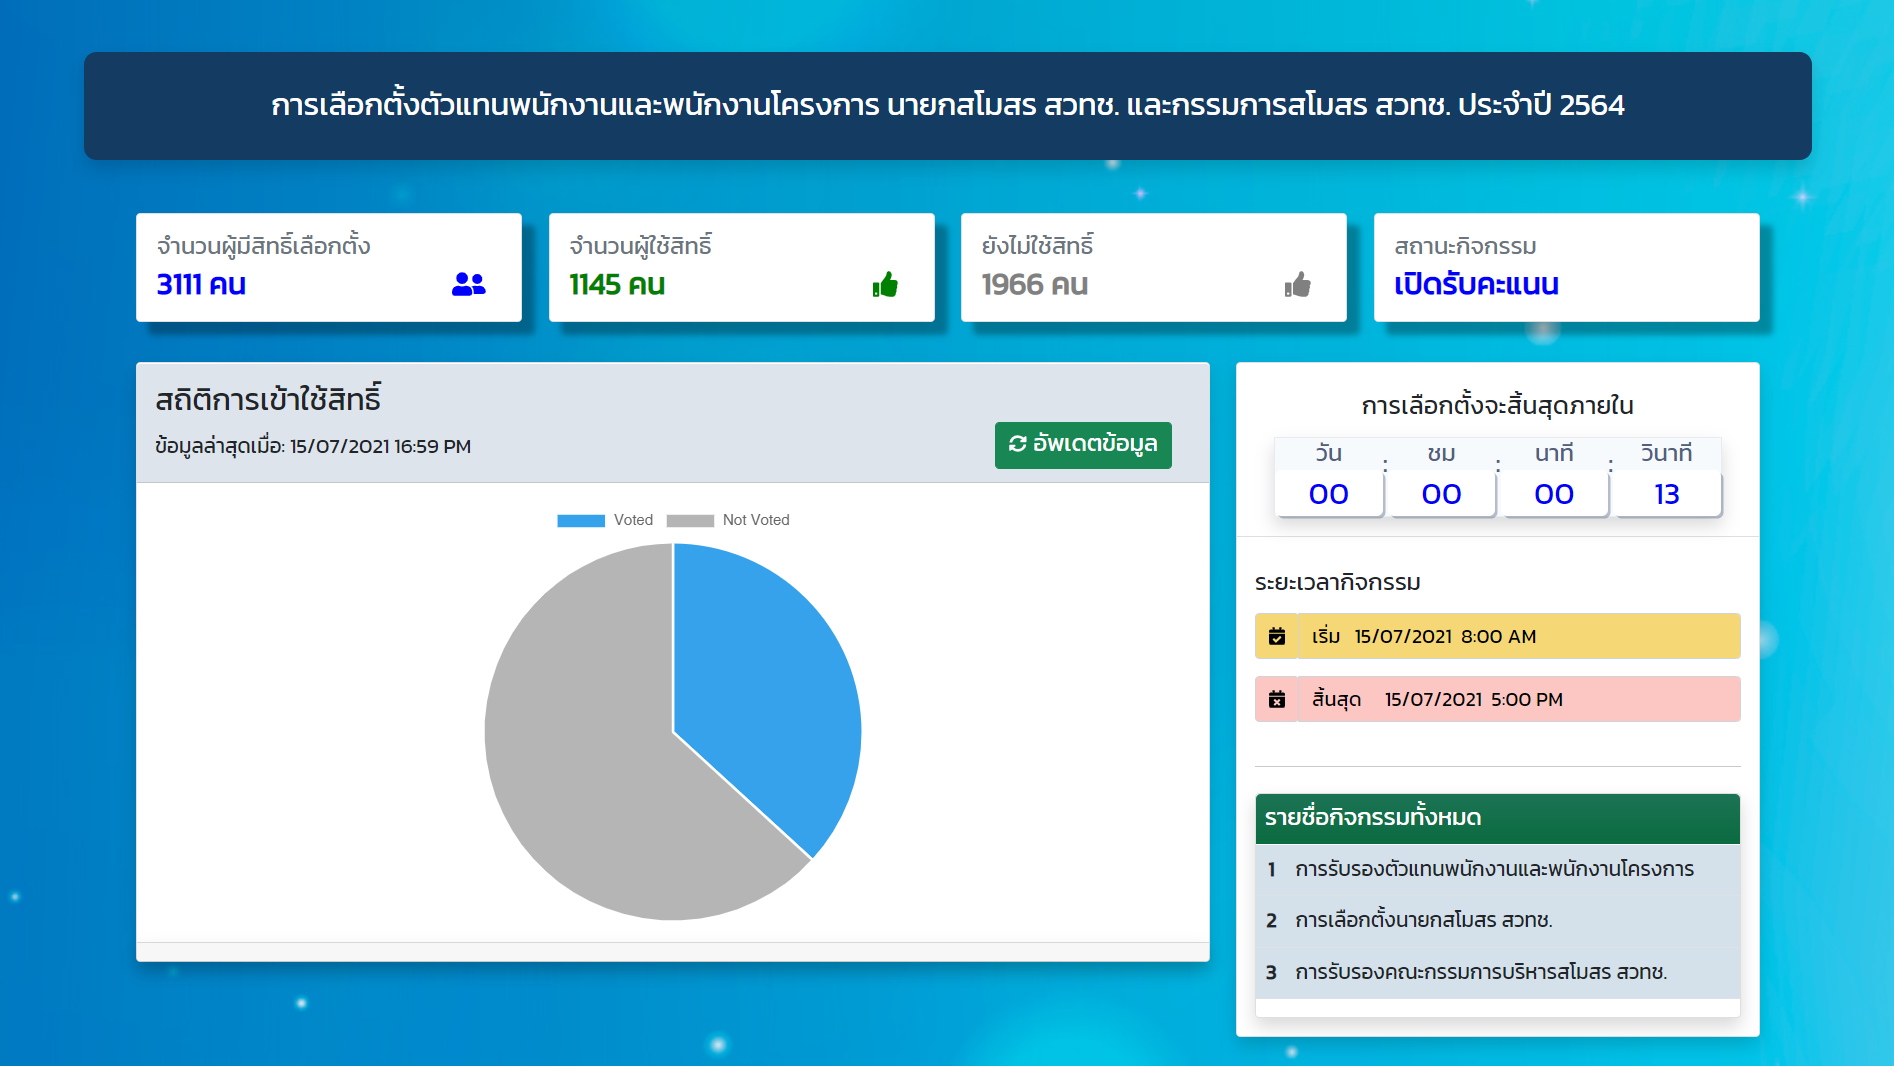 การเลือกตั้งตัวแทนพนักงานและพนักงานโครงการ นายกสโมสร สวทช. และกรรมการสโมสร สวทช. ประจำปี 2564
จำนวนผู้มีสิทธิ์เลือกตั้ง
3111 คน
จำนวนผู้ใช้สิทธิ์
1145 คน
ยังไม่ใช้สิทธิ์
1966 คน
สถานะกิจกรรม
เปิดรับคะแนน
สถิติการเข้าใช้สิทธิ์
ข้อมูลล่าสุดเมื่อ: 15/07/2021 16:59 PM
อัพเดตข้อมูล
Voted Not Voted
การเลือกตั้งจะสิ้นสุดภายใน
วัน : ชม : นาที : วินาที
00 00 00 13
ระยะเวลากิจกรรม
เริ่ม 15/07/2021 8:00 AM
สิ้นสุด 15/07/2021 5:00 PM
รายชื่อกิจกรรมทั้งหมด
1 การรับรองตัวแทนพนักงานและพนักงานโครงการ
2 การเลือกตั้งนายกสโมสร สวทช.
3 การรับรองคณะกรรมการบริหารสโมสร สวทช.